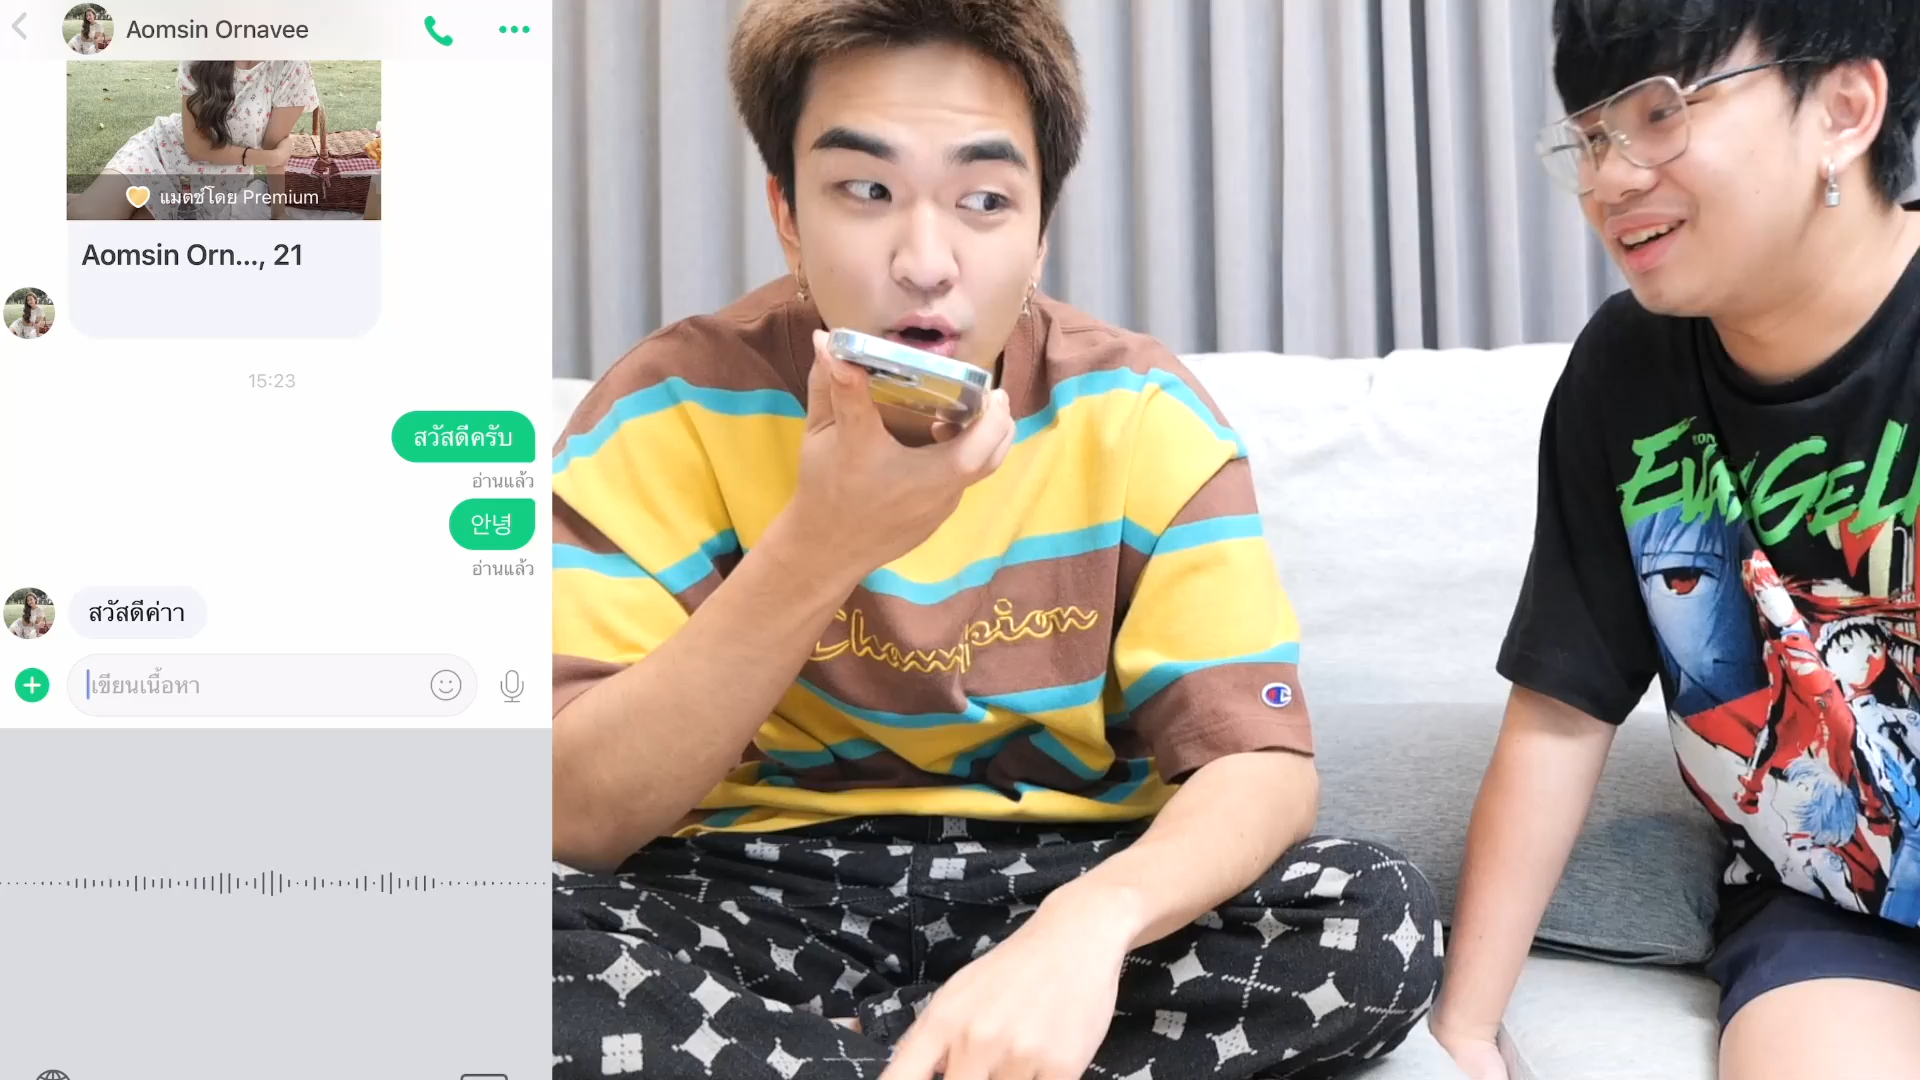 Aomsin Ornavee
แมตช์โดย Premium
Aomsin Orn..., 21
15:23
สวัสดีครับ
อ่านแล้ว
안녕
อ่านแล้ว
สวัสดีค่าา
เขียนเนื้อหา
Champion
EVANGELI